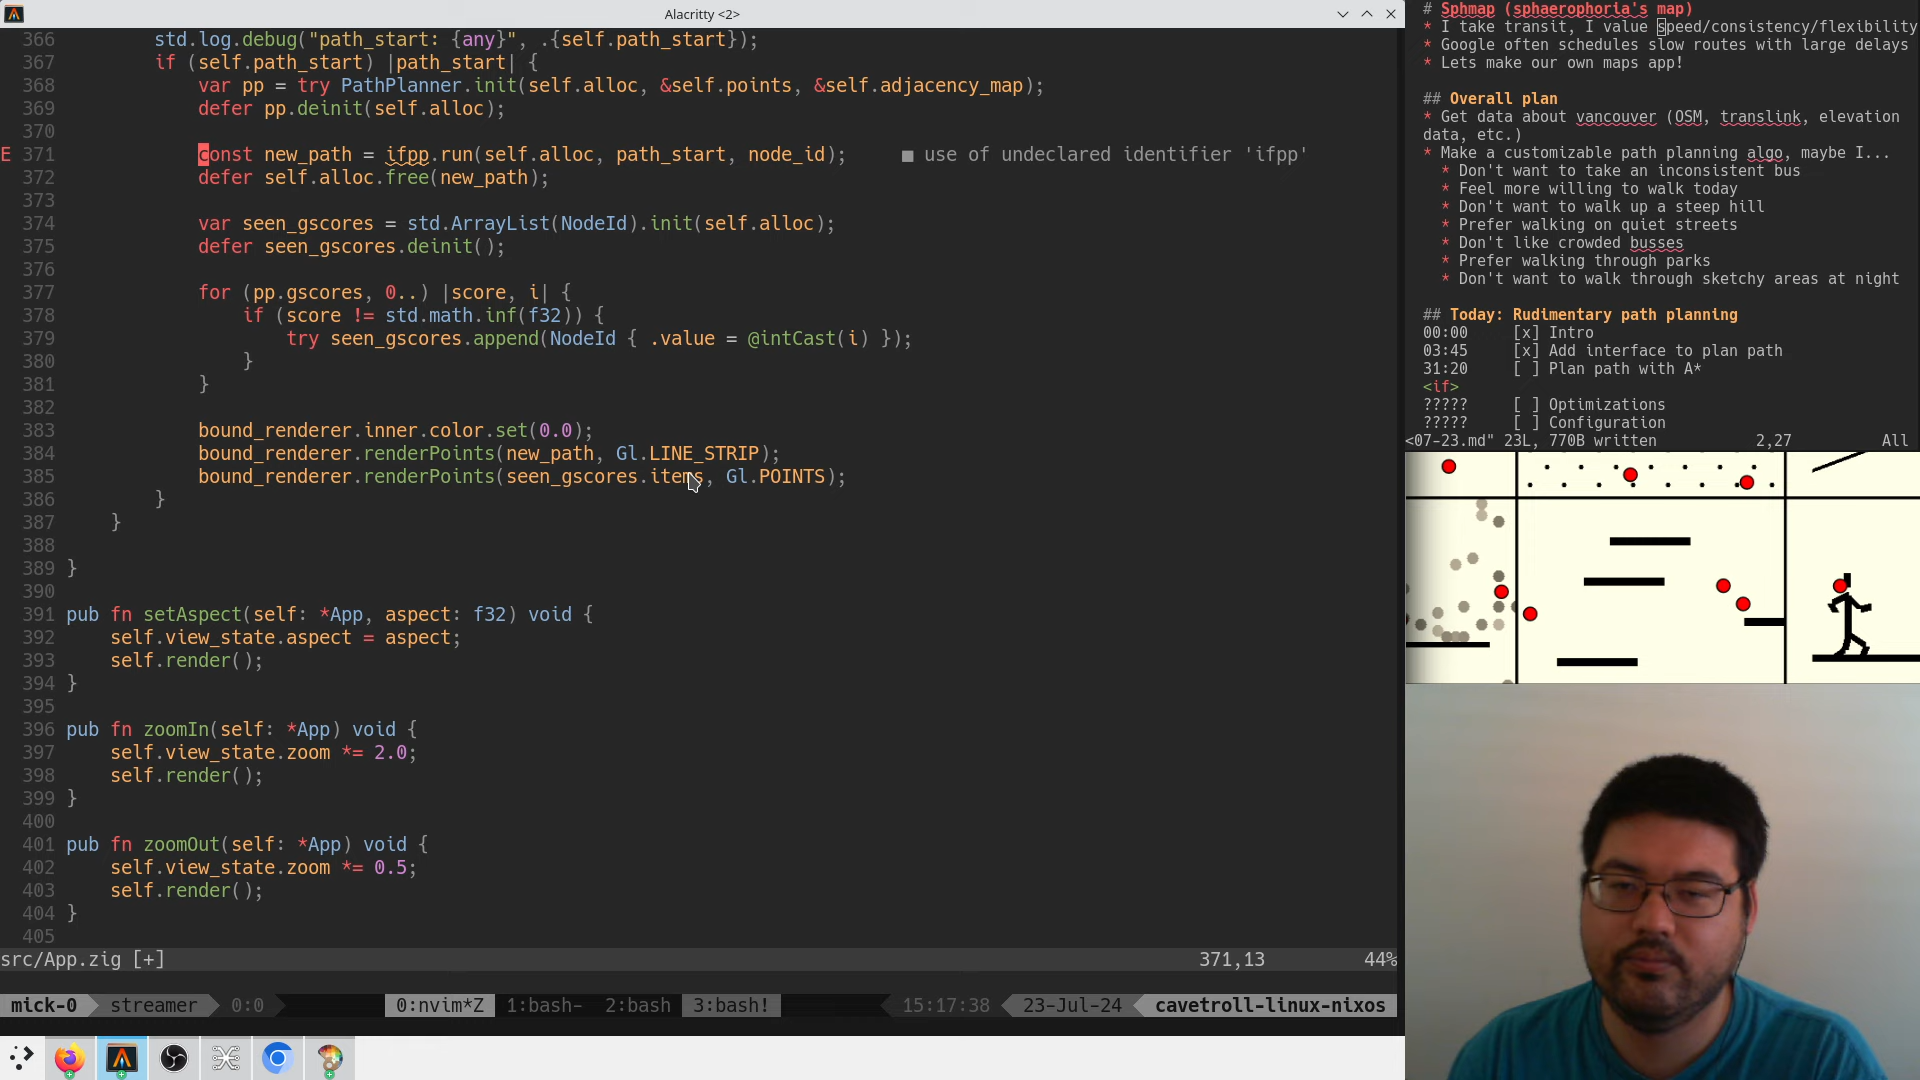 Alacritty <2>
366 std.log.debug("path_start: {any}", .{self.path_start});
367 if (self.path_start) |path_start| {
368 var pp = try PathPlanner.init(self.alloc, &self.points, &self.adjacency_map);
369 defer pp.deinit(self.alloc);
370
E 371 const new_path = ifpp.run(self.alloc, path_start, node_id); ■ use of undeclared identifier 'ifpp'
372 defer self.alloc.free(new_path);
373
374 var seen_gscores = std.ArrayList(NodeId).init(self.alloc);
375 defer seen_gscores.deinit();
376
377 for (pp.gscores, 0..) |score, i| {
378 if (score != std.math.inf(f32)) {
379 try seen_gscores.append(NodeId { .value = @intCast(i) });
380 }
381 }
382
383 bound_renderer.inner.color.set(0.0);
384 bound_renderer.renderPoints(new_path, Gl.LINE_STRIP);
385 bound_renderer.renderPoints(seen_gscores.items, Gl.POINTS);
386 }
387 }
388
389 }
390
391 pub fn setAspect(self: *App, aspect: f32) void {
392 self.view_state.aspect = aspect;
393 self.render();
394 }
395
396 pub fn zoomIn(self: *App) void {
397 self.view_state.zoom *= 2.0;
398 self.render();
399 }
400
401 pub fn zoomOut(self: *App) void {
402 self.view_state.zoom *= 0.5;
403 self.render();
404 }
405
src/App.zig [+] 371,13 44%
mick-0 streamer 0:0 0:nvim*Z 1:bash- 2:bash 3:bash! 15:17:38 23-Jul-24 cavetroll-linux-nixos
# Sphmap (sphaerophoria's map)
* I take transit, I value speed/consistency/flexibility
* Google often schedules slow routes with large delays
* Lets make our own maps app!
## Overall plan
* Get data about vancouver (OSM, translink, elevation
data, etc.)
* Make a customizable path planning algo, maybe I...
* Don't want to take an inconsistent bus
* Feel more willing to walk today
* Don't want to walk up a steep hill
* Prefer walking on quiet streets
* Don't like crowded busses
* Prefer walking through parks
* Don't want to walk through sketchy areas at night
## Today: Rudimentary path planning
00:00 [x] Intro
03:45 [x] Add interface to plan path
31:20 [ ] Plan path with A*
<if>
????? [ ] Optimizations
????? [ ] Configuration
<07-23.md" 23L, 770B written 2,27 All